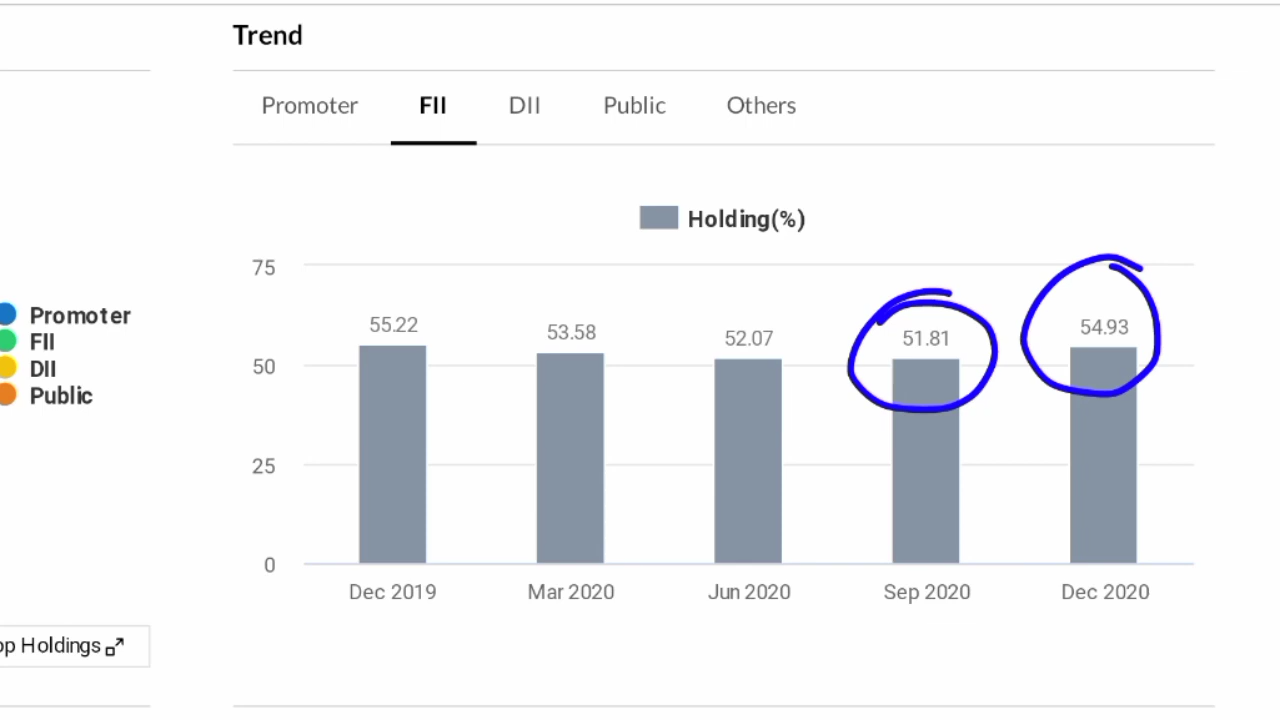 Trend
Promoter FII DII Public Others
Holding(%)
75
50
25
0
55.22
53.58
52.07
51.81
54.93
Dec 2019 Mar 2020 Jun 2020 Sep 2020 Dec 2020
Promoter
FII
DII
Public
Holdings